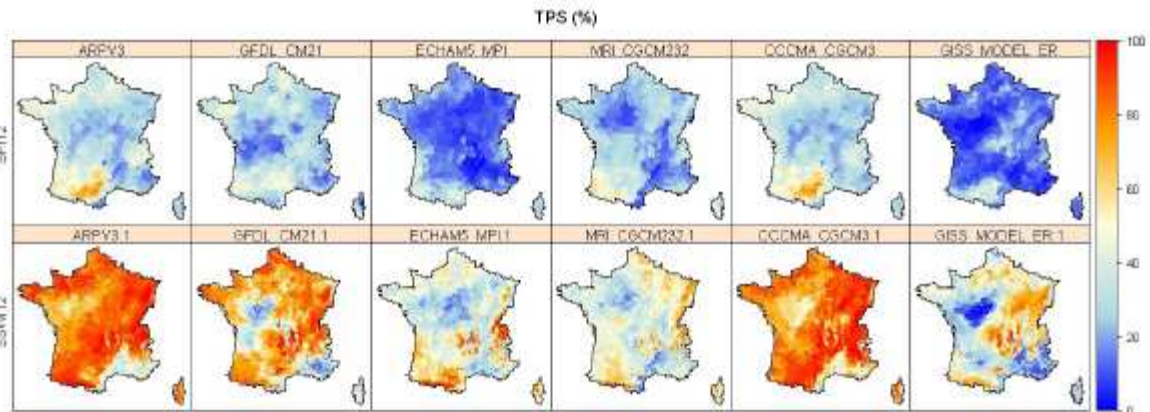 TPS (%)
ARPV3 GFDL_CM21 ECHAM5_MPI MRI_CGCM232 CCCMA_CGCM3 GISS_MODEL_ER
100
80
60
40
20
0
ARPV3.1 GFDL_CM21.1 ECHAM5_MPI.1 MRI_CGCM232.1 CCCMA_CGCM3.1 GISS_MODEL_ER.1